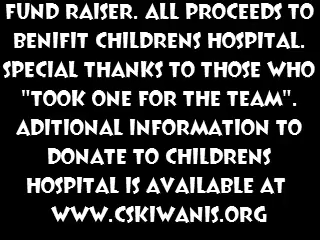 FUND RAISER. ALL PROCEEDS TO
BENIFIT CHILDRENS HOSPITAL.
SPECIAL THANKS TO THOSE WHO
"TOOK ONE FOR THE TEAM".
ADITIONAL INFORMATION TO
DONATE TO CHILDRENS
HOSPITAL IS AVAILABLE AT
WWW.CSKIWANIS.ORG